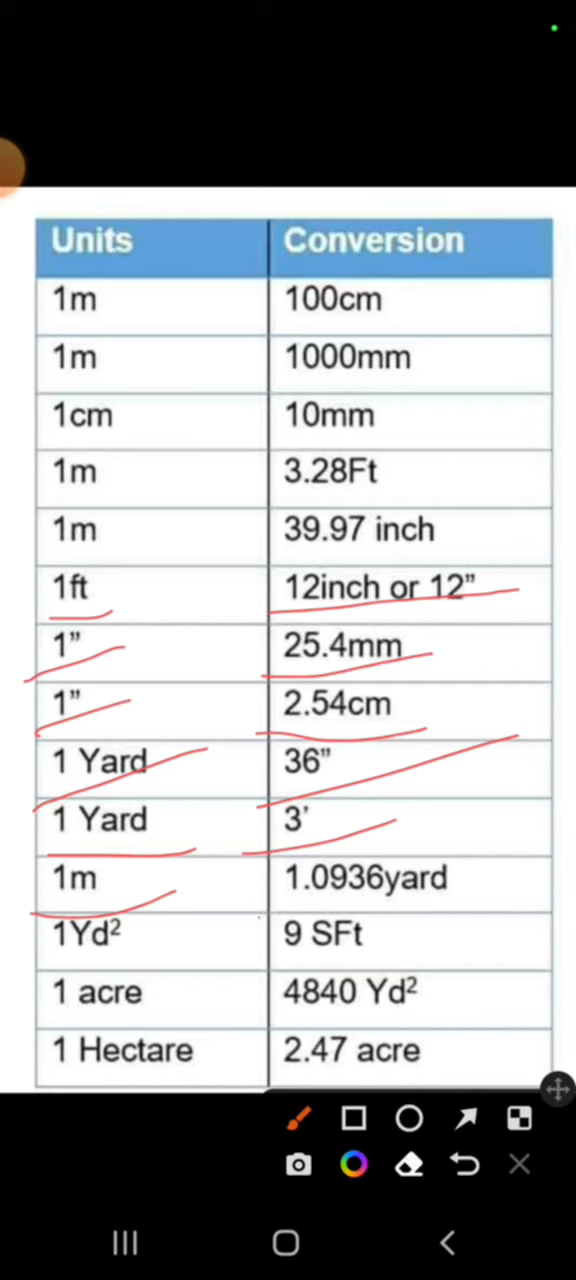 Units Conversion
1m 100cm
1m 1000mm
1cm 10mm
1m 3.28Ft
1m 39.97 inch
1ft 12inch or 12”
1” 25.4mm
1” 2.54cm
1 Yard 36”
1 Yard 3’
1m 1.0936yard
1Yd² 9 SFt
1 acre 4840 Yd²
1 Hectare 2.47 acre